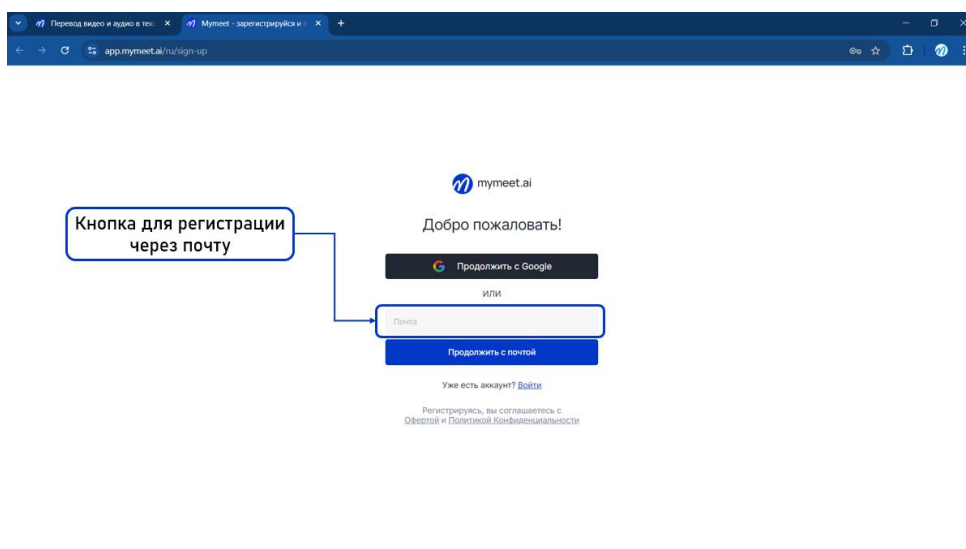 Перевод видео и аудио в тек
Mymeet - зарегистрируйся и
app.mymeet.ai/ru/sign-up
mymeet.ai
Добро пожаловать!
Кнопка для регистрации
через почту
Продолжить с Google
или
Почта
Продолжить с почтой
Уже есть аккаунт? Войти
Регистрируясь, вы соглашаетесь с
Офертой и Политикой Конфиденциальности